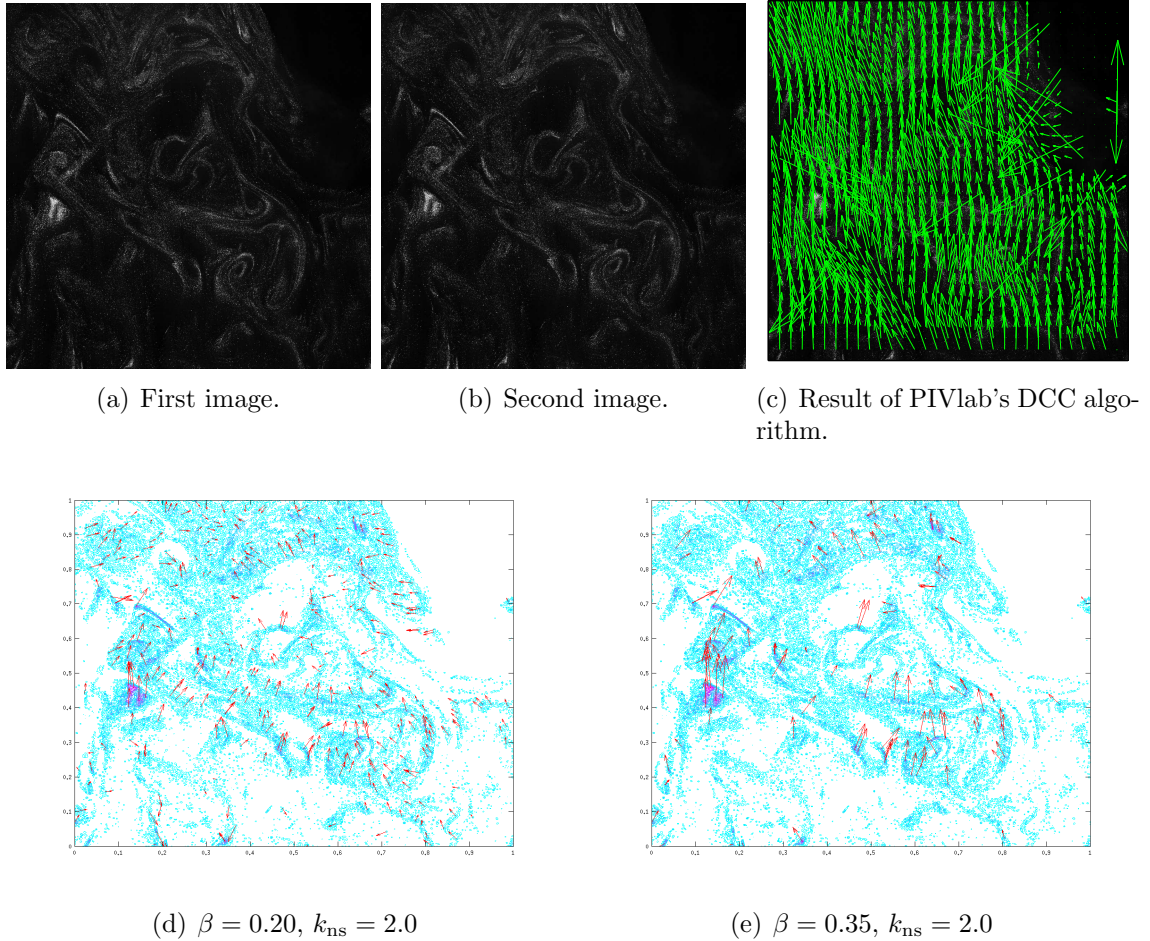 (a) First image.
(b) Second image.
(c) Result of PIVlab's DCC algo-
rithm.
1
0.9
0.8
0.7
0.6
0.5
0.4
0.3
0.2
0.1
0
0 0.1 0.2 0.3 0.4 0.5 0.6 0.7 0.8 0.9 1
1
0.9
0.8
0.7
0.6
0.5
0.4
0.3
0.2
0.1
0
0 0.1 0.2 0.3 0.4 0.5 0.6 0.7 0.8 0.9 1
(d) β = 0.20, kns = 2.0
(e) β = 0.35, kns = 2.0